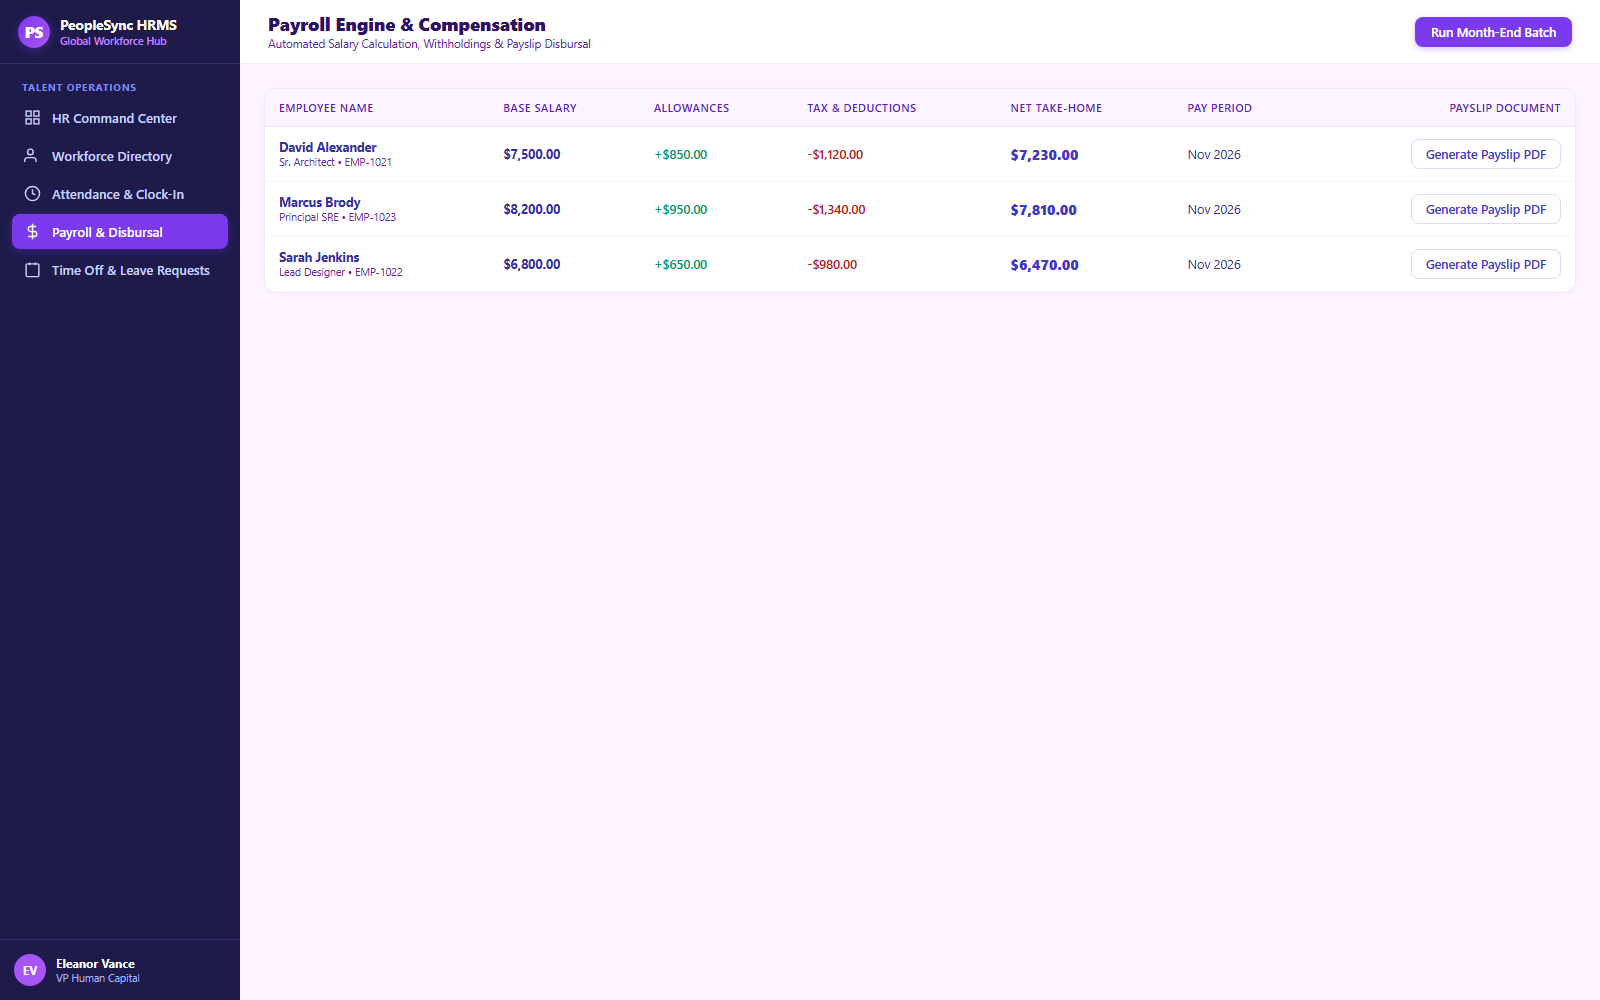 PS
PeopleSync HRMS
Global Workforce Hub
TALENT OPERATIONS
HR Command Center
Workforce Directory
Attendance & Clock-In
Payroll & Disbursal
Time Off & Leave Requests
EV
Eleanor Vance
VP Human Capital
Payroll Engine & Compensation
Automated Salary Calculation, Withholdings & Payslip Disbursal
Run Month-End Batch
EMPLOYEE NAME BASE SALARY ALLOWANCES TAX & DEDUCTIONS NET TAKE-HOME PAY PERIOD PAYSLIP DOCUMENT
David Alexander
Sr. Architect • EMP-1021
$7,500.00 +$850.00 -$1,120.00 $7,230.00 Nov 2026 Generate Payslip PDF
Marcus Brody
Principal SRE • EMP-1023
$8,200.00 +$950.00 -$1,340.00 $7,810.00 Nov 2026 Generate Payslip PDF
Sarah Jenkins
Lead Designer • EMP-1022
$6,800.00 +$650.00 -$980.00 $6,470.00 Nov 2026 Generate Payslip PDF